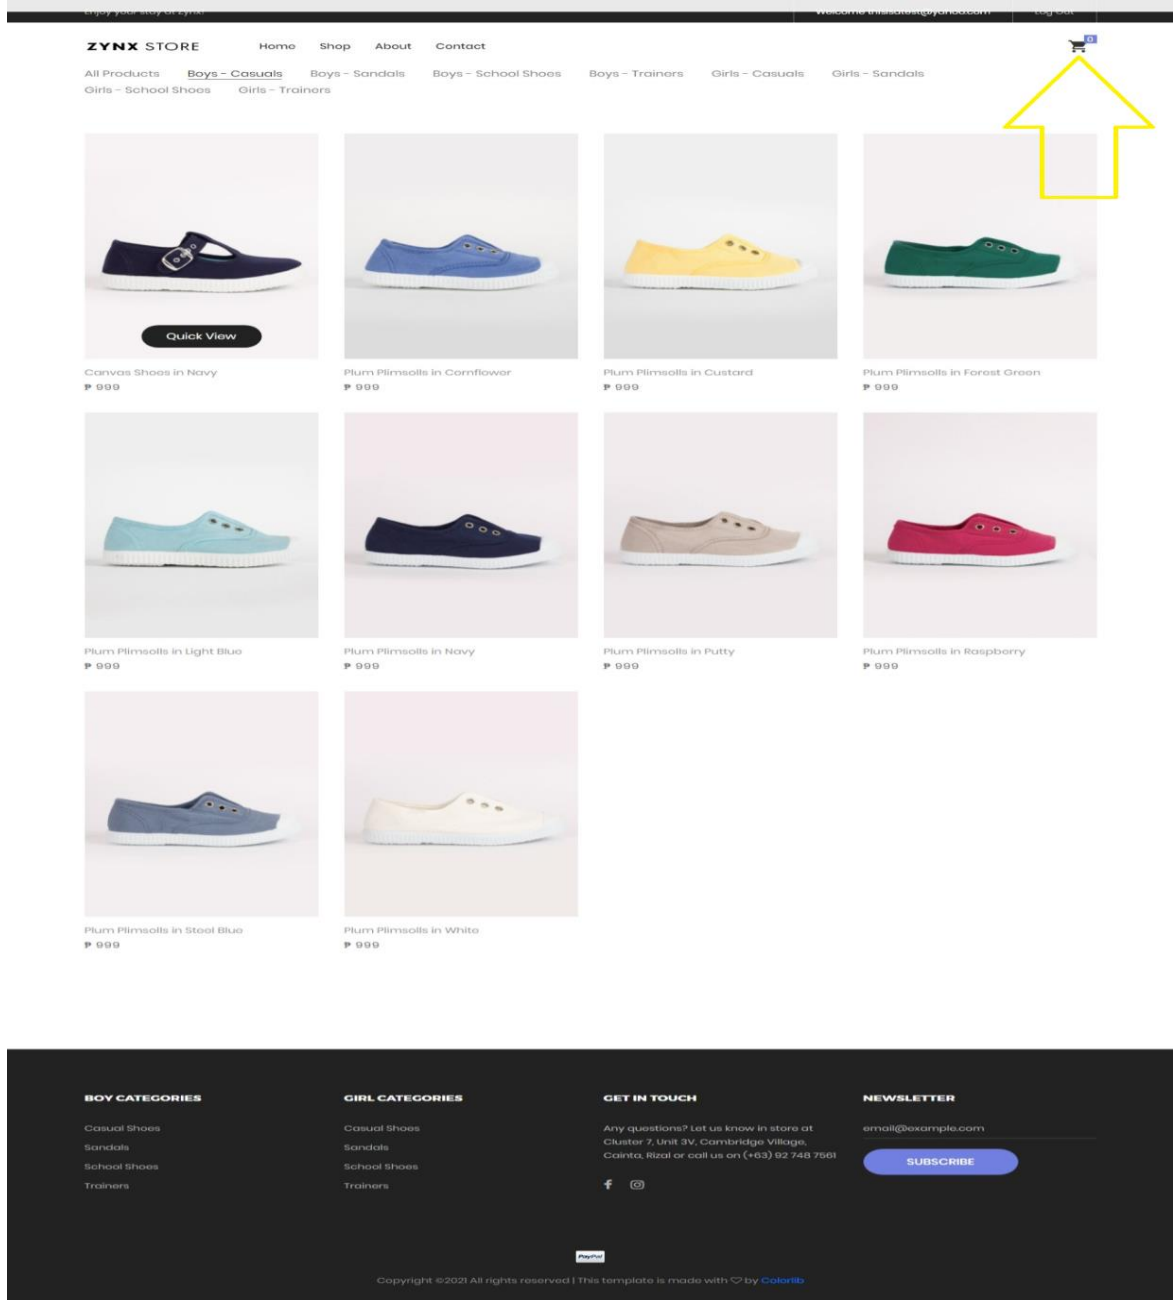 Enjoy your stay at Zynx!
Welcome thisisatest@yahoo.com Log Out
ZYNX STORE Home Shop About Contact 0
All Products Boys - Casuals Boys - Sandals Boys - School Shoes Boys - Trainers Girls - Casuals Girls - Sandals
Girls - School Shoes Girls - Trainers
Quick View
Canvas Shoes in Navy
₱ 999
Plum Plimsolls in Cornflower
₱ 999
Plum Plimsolls in Custard
₱ 999
Plum Plimsolls in Forest Green
₱ 999
Plum Plimsolls in Light Blue
₱ 999
Plum Plimsolls in Navy
₱ 999
Plum Plimsolls in Putty
₱ 999
Plum Plimsolls in Raspberry
₱ 999
Plum Plimsolls in Steel Blue
₱ 999
Plum Plimsolls in White
₱ 999
BOY CATEGORIES
Casual Shoes
Sandals
School Shoes
Trainers
GIRL CATEGORIES
Casual Shoes
Sandals
School Shoes
Trainers
GET IN TOUCH
Any questions? Let us know in store at
Cluster 7, Unit 3V, Cambridge Village,
Cainta, Rizal or call us on (+63) 92 748 7561
NEWSLETTER
email@example.com
SUBSCRIBE
PayPal
Copyright ©2021 All rights reserved | This template is made with ♡ by Colorlib